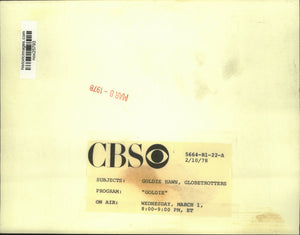 MAR 8 - 1978
CBS
5664-N1-22-A
2/10/78
SUBJECTS: GOLDIE HAWN, GLOBETROTTERS
PROGRAM: "GOLDIE"
ON AIR: WEDNESDAY, MARCH 1,
8:00-9:00 PM, ET